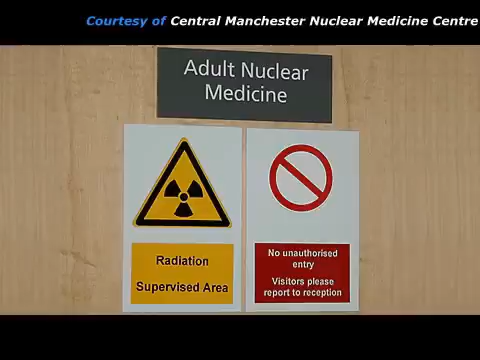 Courtesy of Central Manchester Nuclear Medicine Centre
Adult Nuclear
Medicine
Radiation
Supervised Area
No unauthorised
entry
Visitors please
report to reception